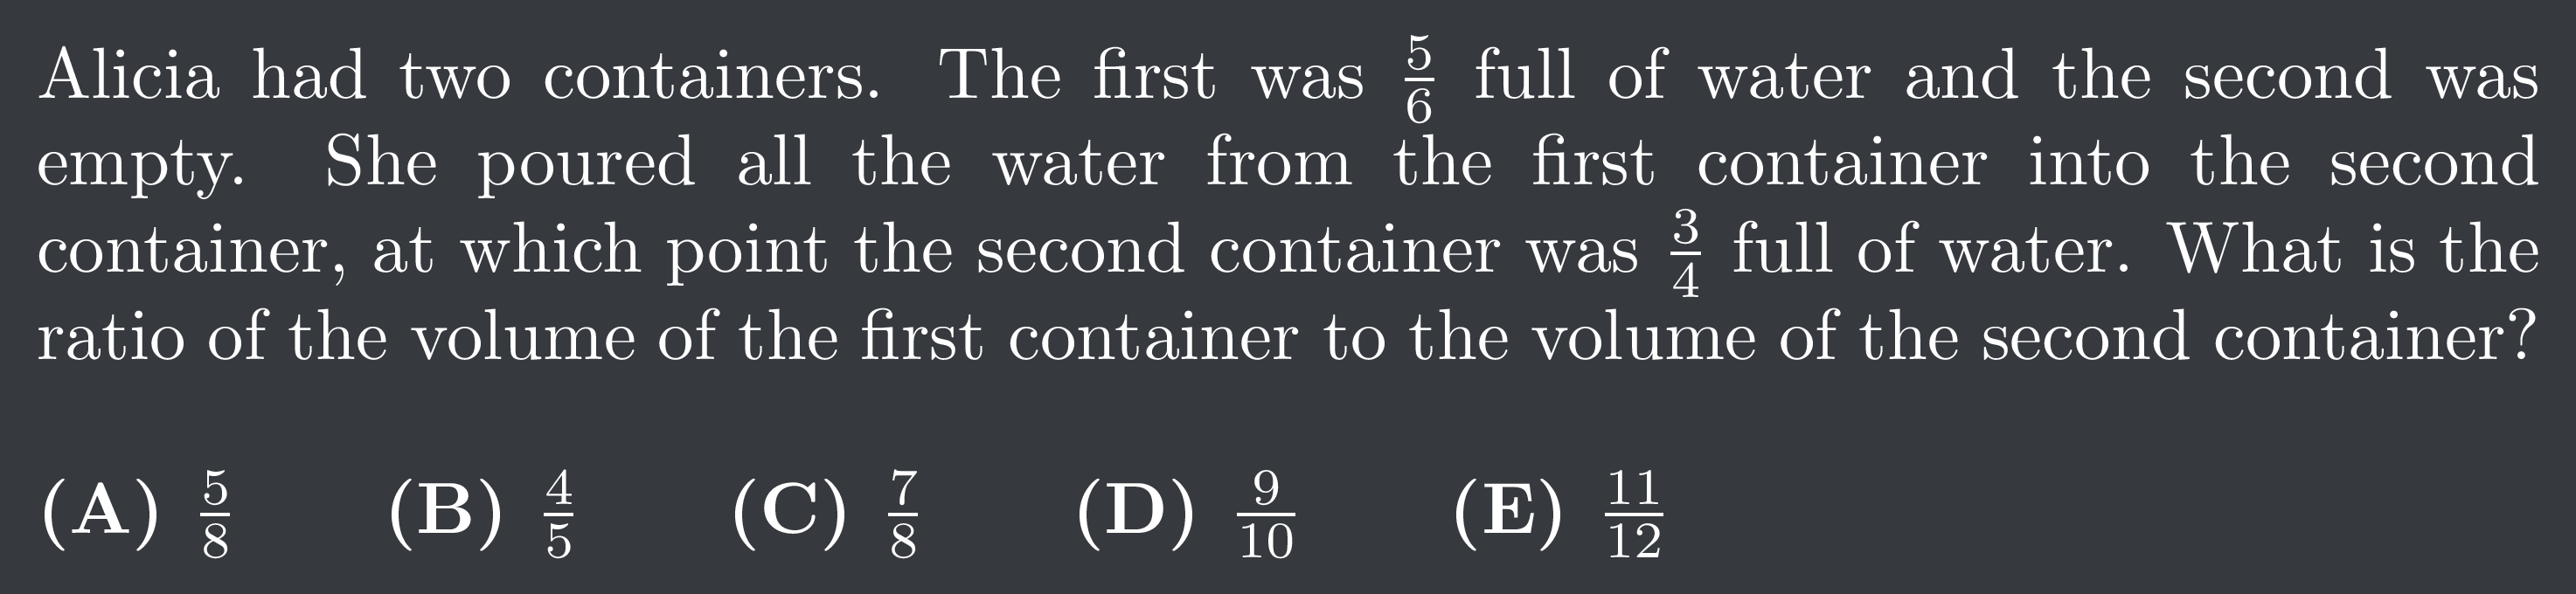 Alicia had two containers. The first was $\frac{5}{6}$ full of water and the second was
empty. She poured all the water from the first container into the second
container, at which point the second container was $\frac{3}{4}$ full of water. What is the
ratio of the volume of the first container to the volume of the second container?
(A) $\frac{5}{8}$ (B) $\frac{4}{5}$ (C) $\frac{7}{8}$ (D) $\frac{9}{10}$ (E) $\frac{11}{12}$